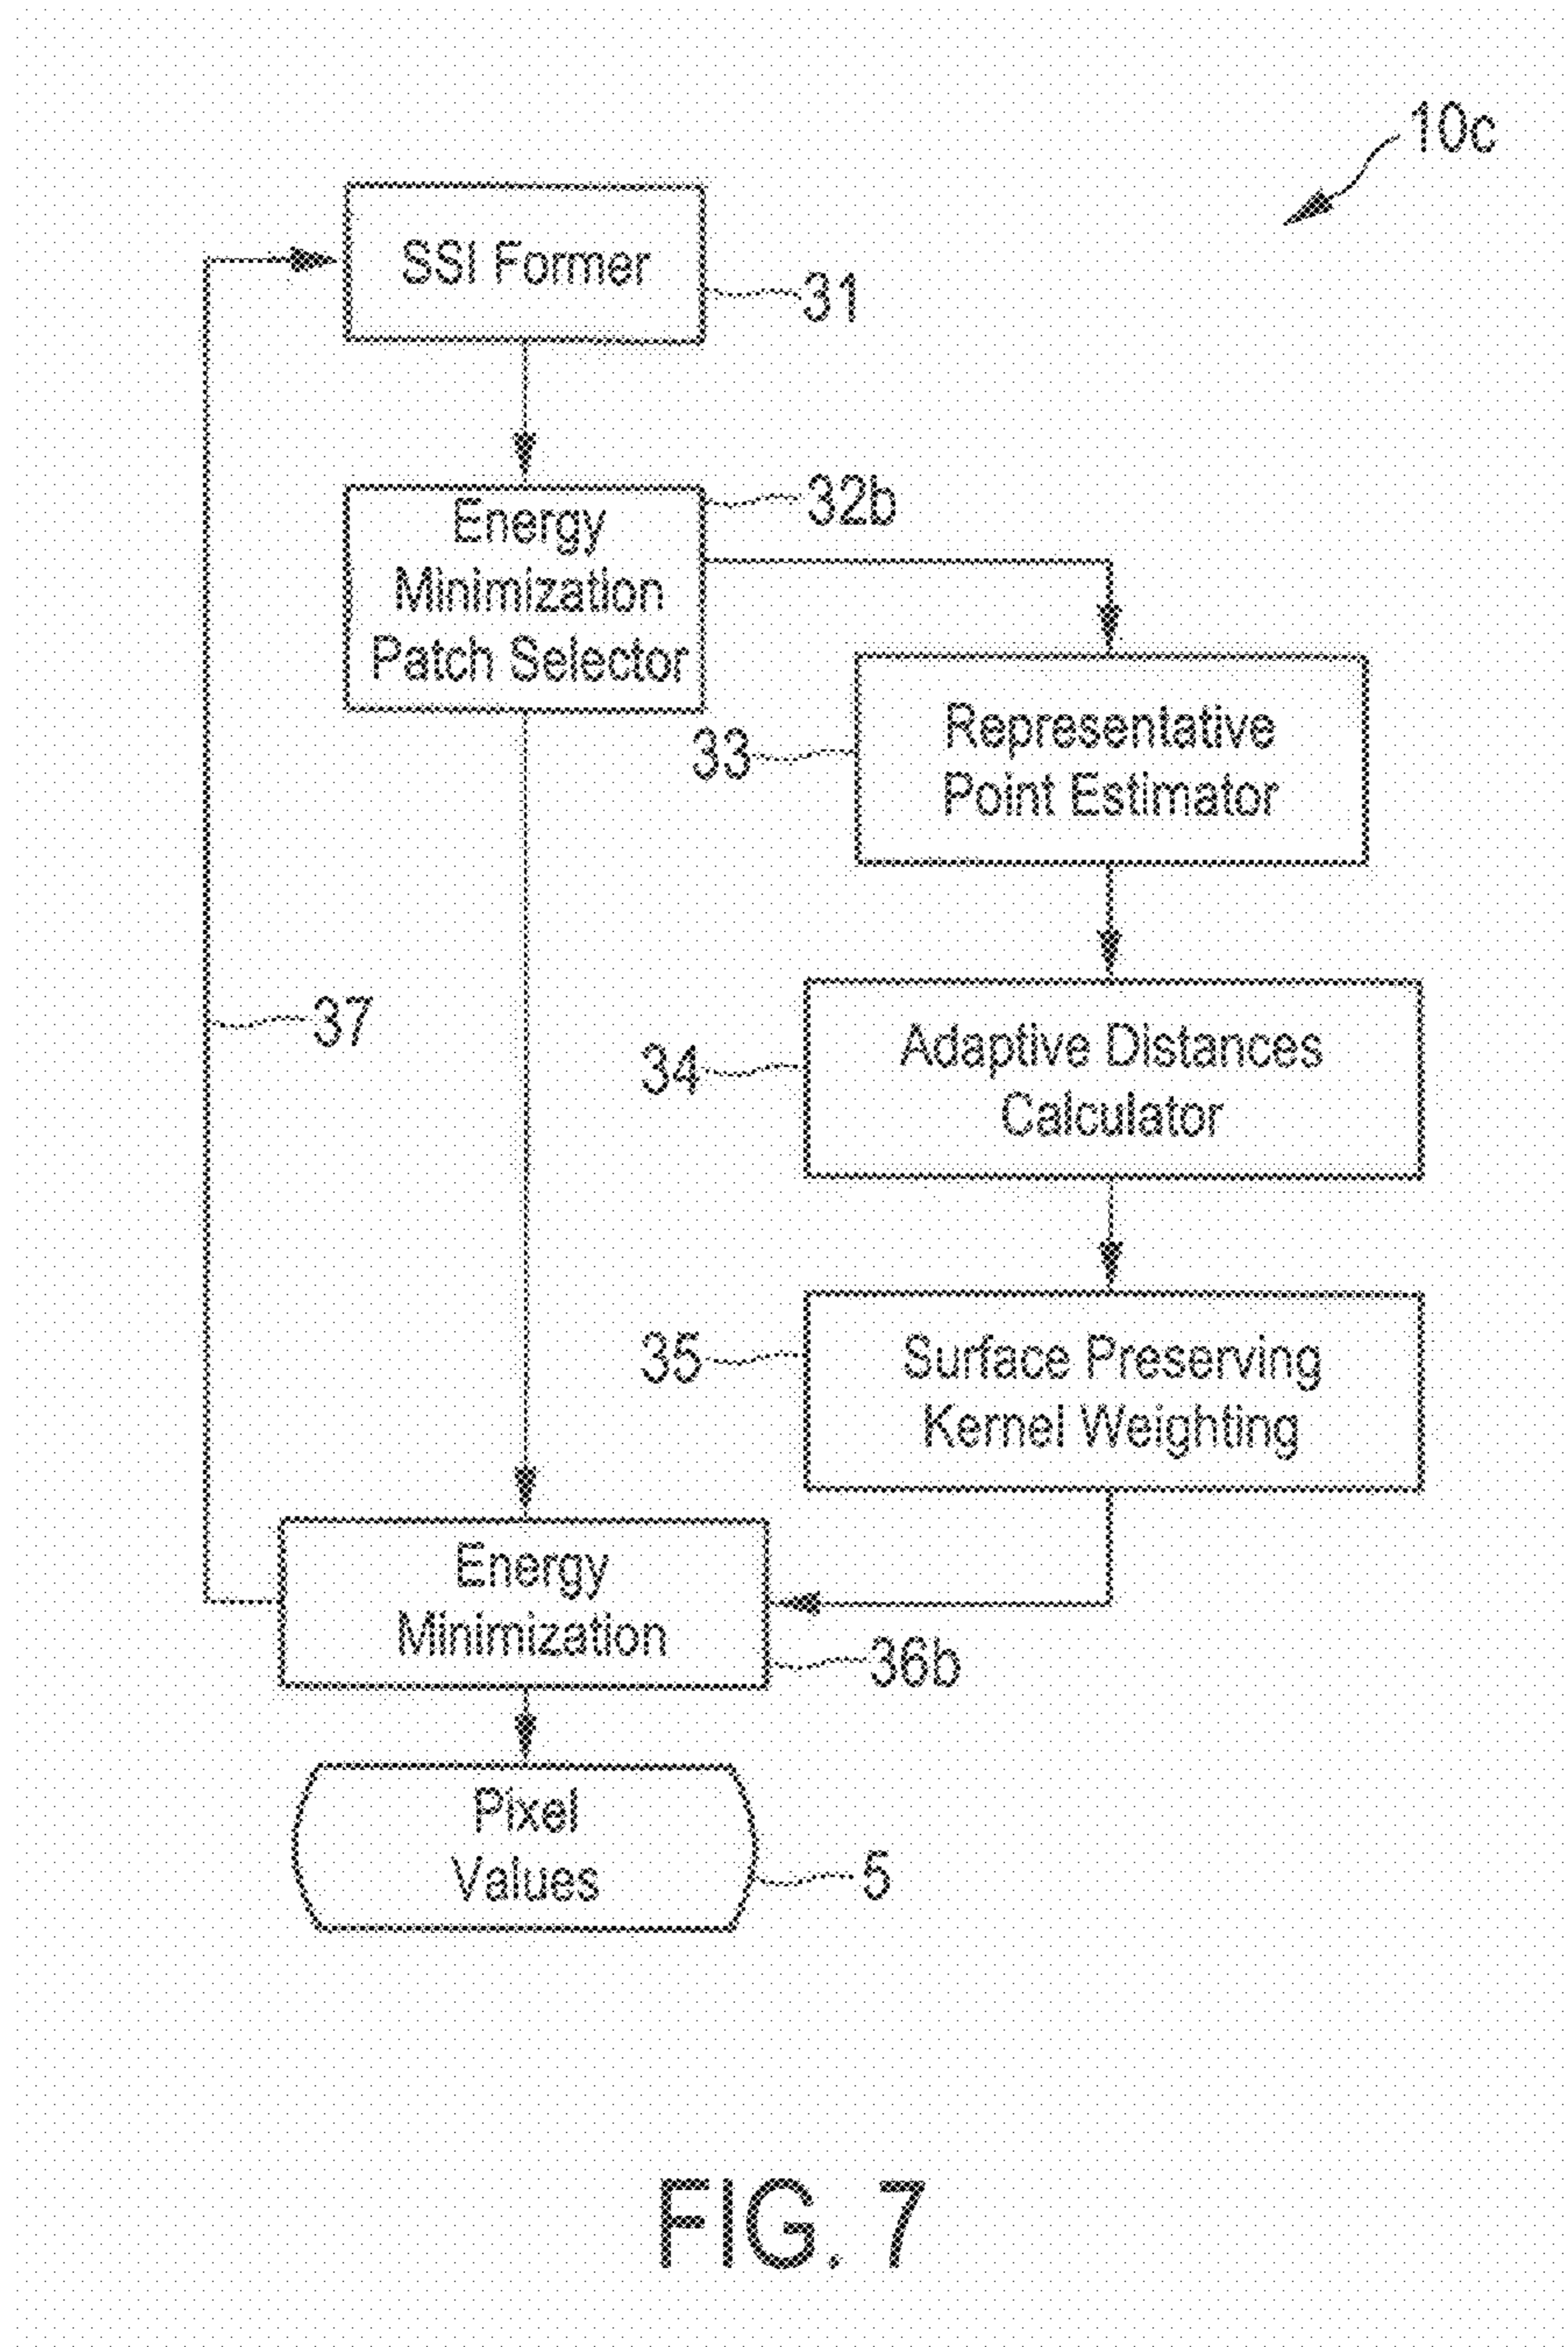 10c
SSI Former
31
32b
Energy
Minimization
Patch Selector
33
Representative
Point Estimator
37
34
Adaptive Distances
Calculator
35
Surface Preserving
Kernel Weighting
Energy
Minimization
36b
Pixel
Values
5
FIG. 7